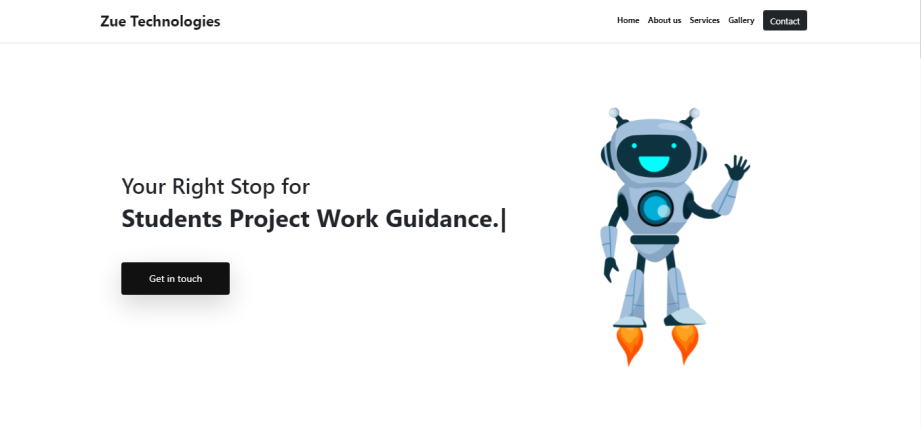 Zue Technologies
Home About us Services Gallery Contact
Your Right Stop for
Students Project Work Guidance.|
Get in touch